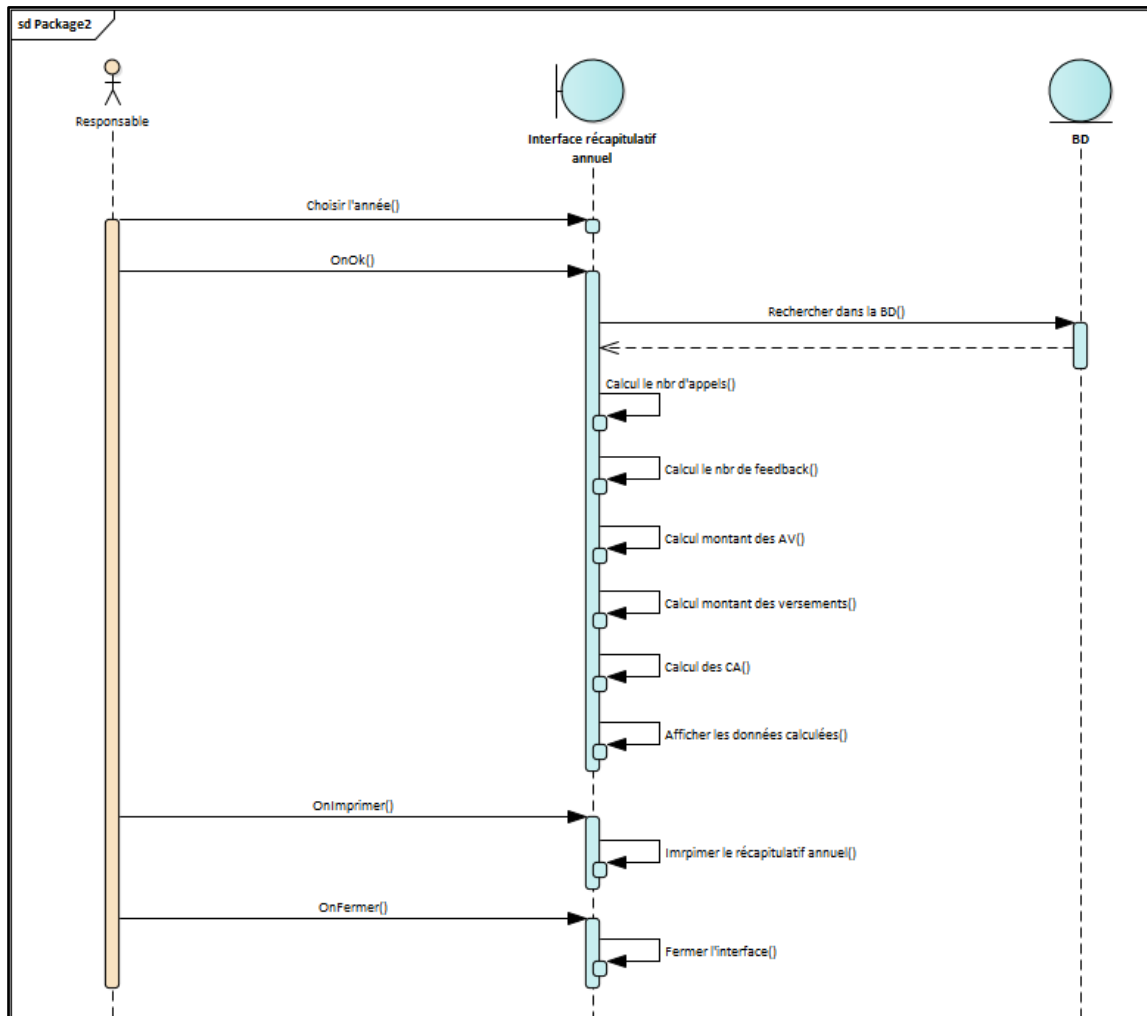 sd Package2
Responsable
Interface récapitulatif
annuel
BD
Choisir l'année()
OnOk()
Rechercher dans la BD()
Calcul le nbr d'appels()
Calcul le nbr de feedback()
Calcul montant des AV()
Calcul montant des versements()
Calcul des CA()
Afficher les données calculées()
OnImprimer()
Imrpimer le récapitulatif annuel()
OnFermer()
Fermer l'interface()